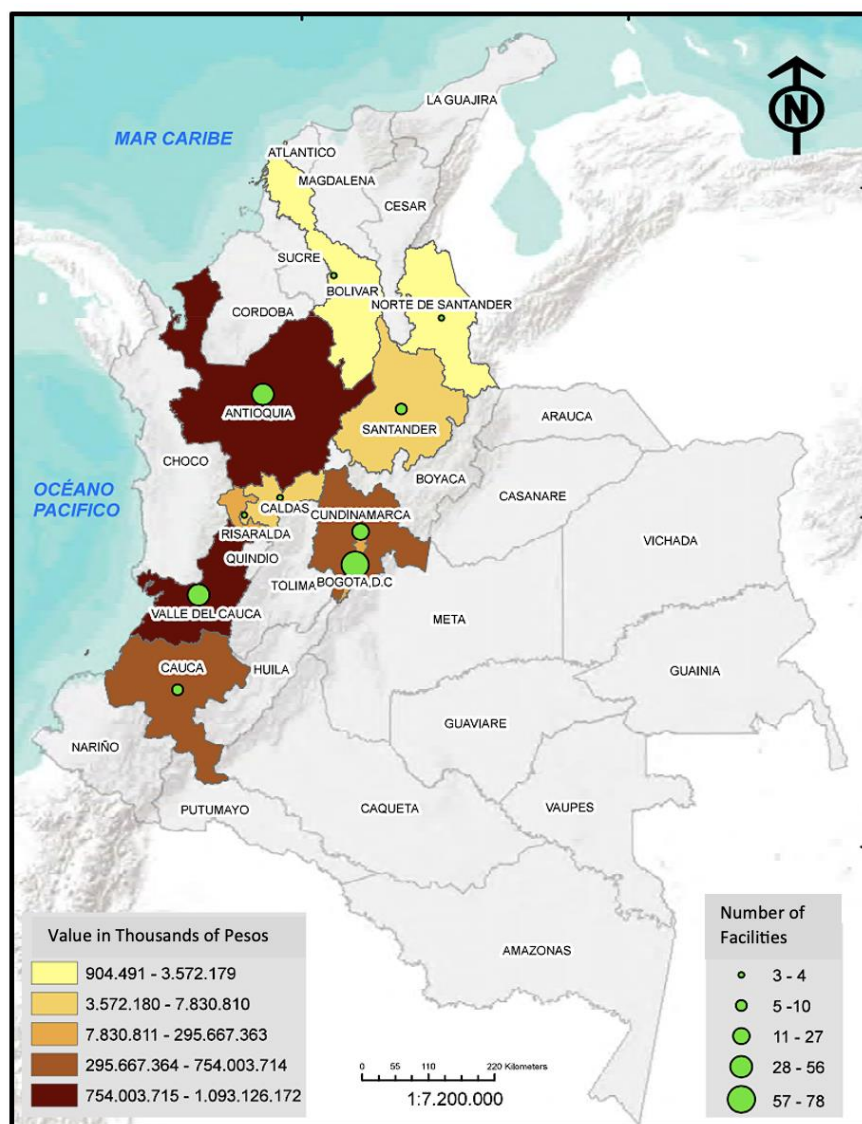 N
LA GUAJIRA
MAR CARIBE
ATLANTICO
MAGDALENA
CESAR
SUCRE
BOLIVAR
NORTE DE SANTANDER
CORDOBA
ANTIOQUIA
SANTANDER
ARAUCA
CHOCO
BOYACA
CASANARE
OCÉANO
PACIFICO
CALDAS
CUNDINAMARCA
RISARALDA
VICHADA
QUINDIO
TOLIMA
BOGOTA,D.C
VALLE DEL CAUCA
META
CAUCA
HUILA
GUAINIA
GUAVIARE
NARIÑO
PUTUMAYO
CAQUETA
VAUPES
AMAZONAS
Value in Thousands of Pesos
904.491 - 3.572.179
3.572.180 - 7.830.810
7.830.811 - 295.667.363
295.667.364 - 754.003.714
754.003.715 - 1.093.126.172
0 55 110 220 Kilometers
1:7.200.000
Number of
Facilities
3 - 4
5 -10
11 - 27
28 - 56
57 - 78